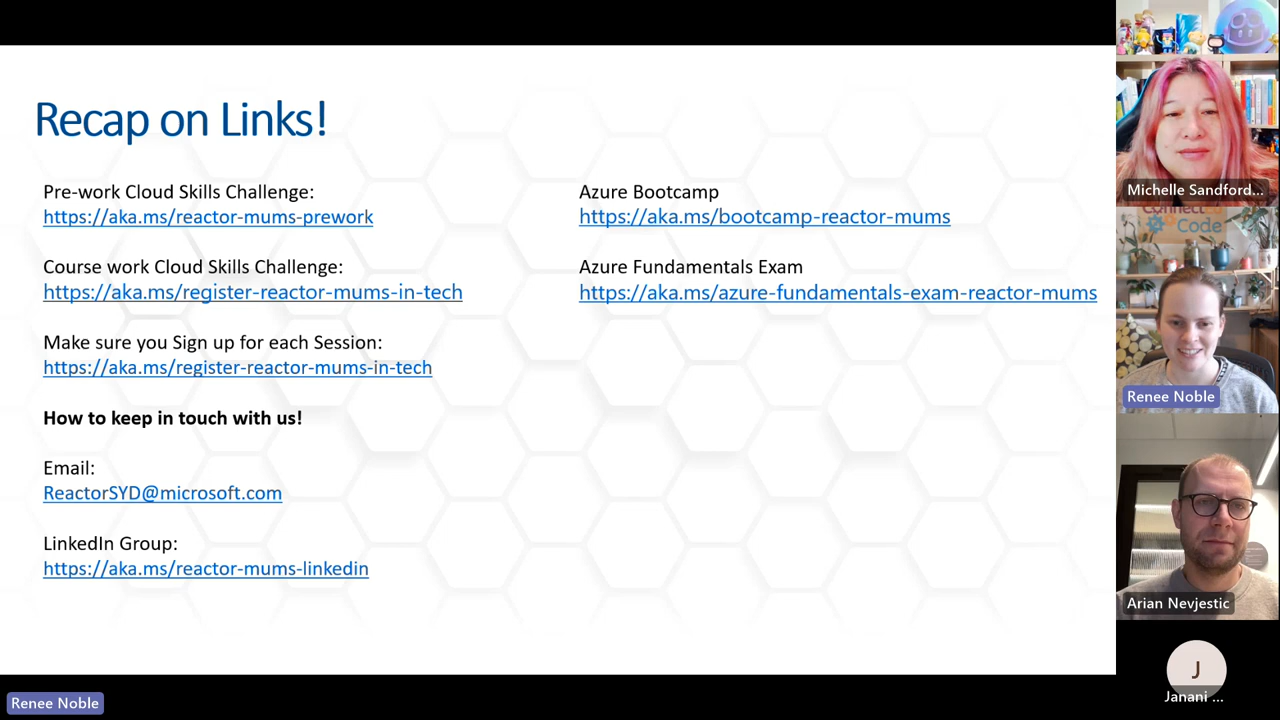 Recap on Links!
Pre-work Cloud Skills Challenge:
https://aka.ms/reactor-mums-prework
Course work Cloud Skills Challenge:
https://aka.ms/register-reactor-mums-in-tech
Make sure you Sign up for each Session:
https://aka.ms/register-reactor-mums-in-tech
How to keep in touch with us!
Email:
ReactorSYD@microsoft.com
LinkedIn Group:
https://aka.ms/reactor-mums-linkedin
Azure Bootcamp
https://aka.ms/bootcamp-reactor-mums
Azure Fundamentals Exam
https://aka.ms/azure-fundamentals-exam-reactor-mums
Michelle Sandford...
Code
Renee Noble
Arian Nevjestic
J
Janani ...
Renee Noble